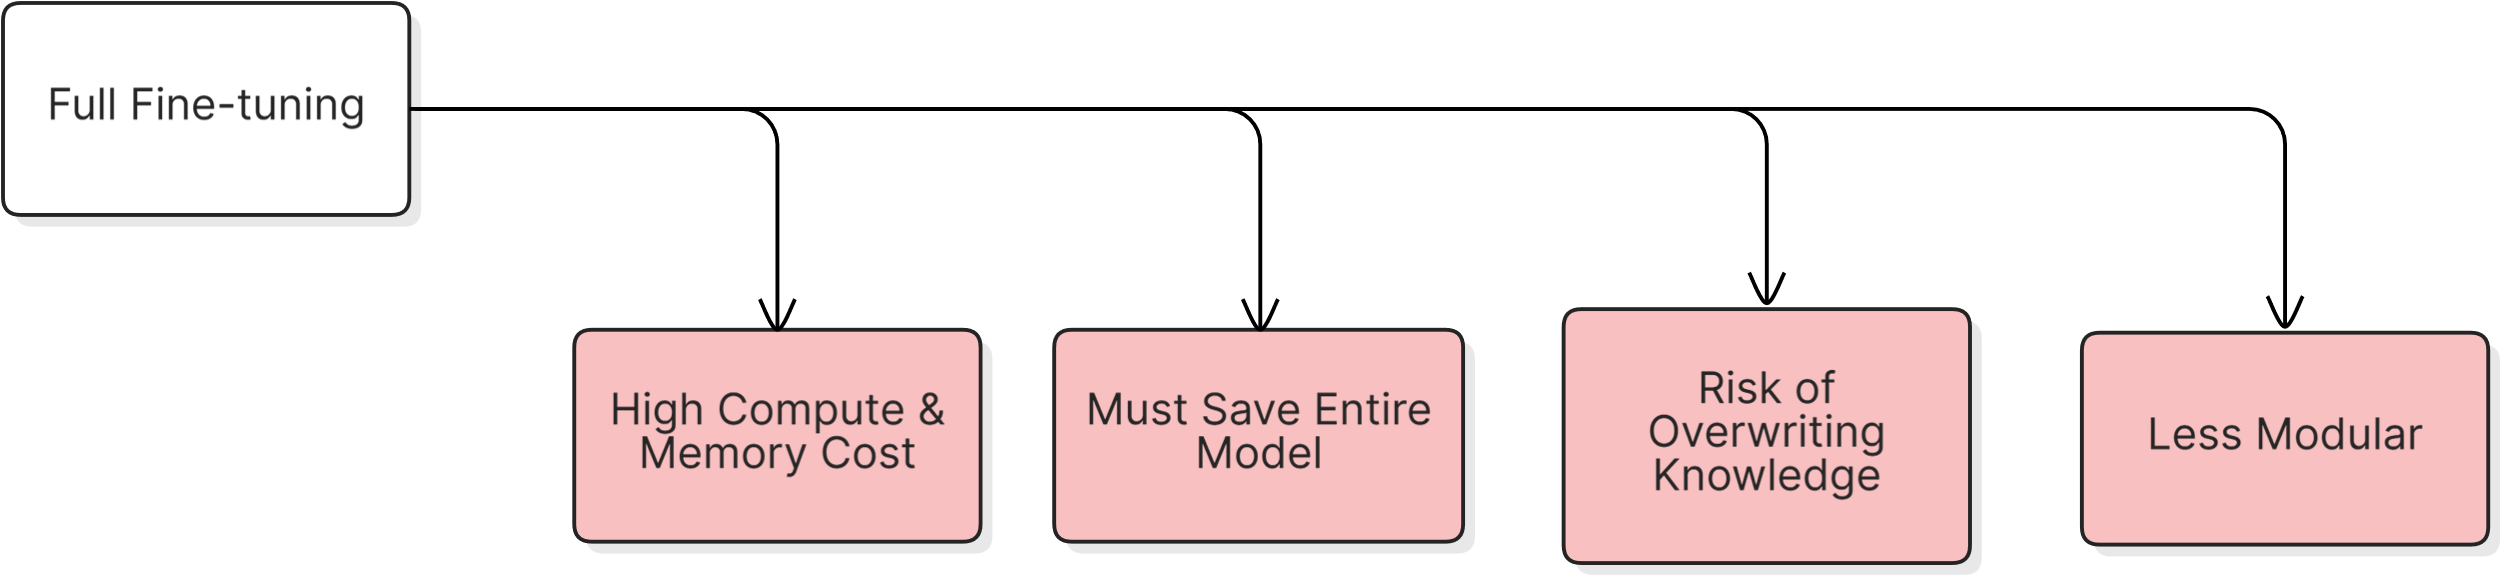 Full Fine-tuning
High Compute &
Memory Cost
Must Save Entire
Model
Risk of
Overwriting
Knowledge
Less Modular